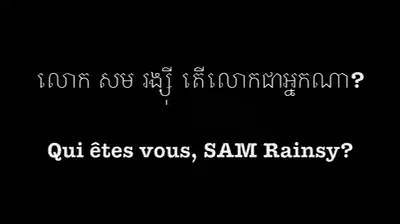 លោក សម រង្ស៊ី តើលោកជាអ្នកណា?
Qui êtes vous, SAM Rainsy?